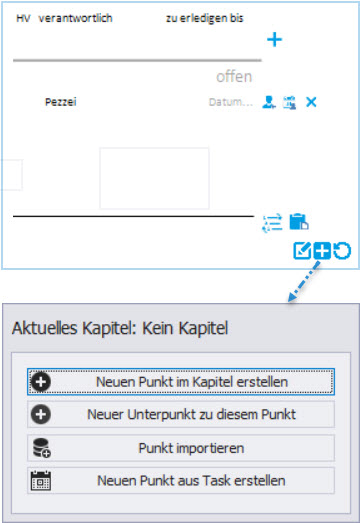 HV verantwortlich zu erledigen bis
offen
Pezzei Datum...
Aktuelles Kapitel: Kein Kapitel
Neuen Punkt im Kapitel erstellen
Neuer Unterpunkt zu diesem Punkt
Punkt importieren
Neuen Punkt aus Task erstellen